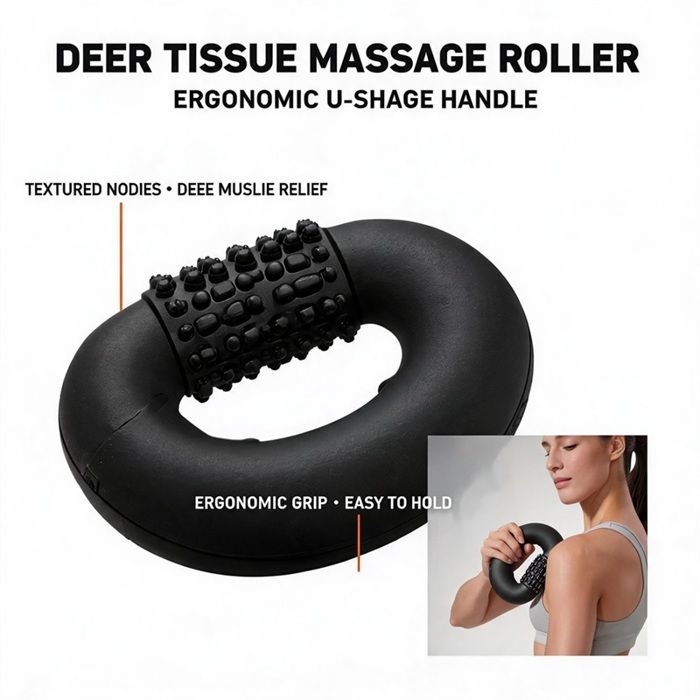 DEER TISSUE MASSAGE ROLLER
ERGONOMIC U-SHAGE HANDLE
TEXTURED NODIES • DEEE MUSLIE RELIEF
ERGONOMIC GRIP • EASY TO HOLD